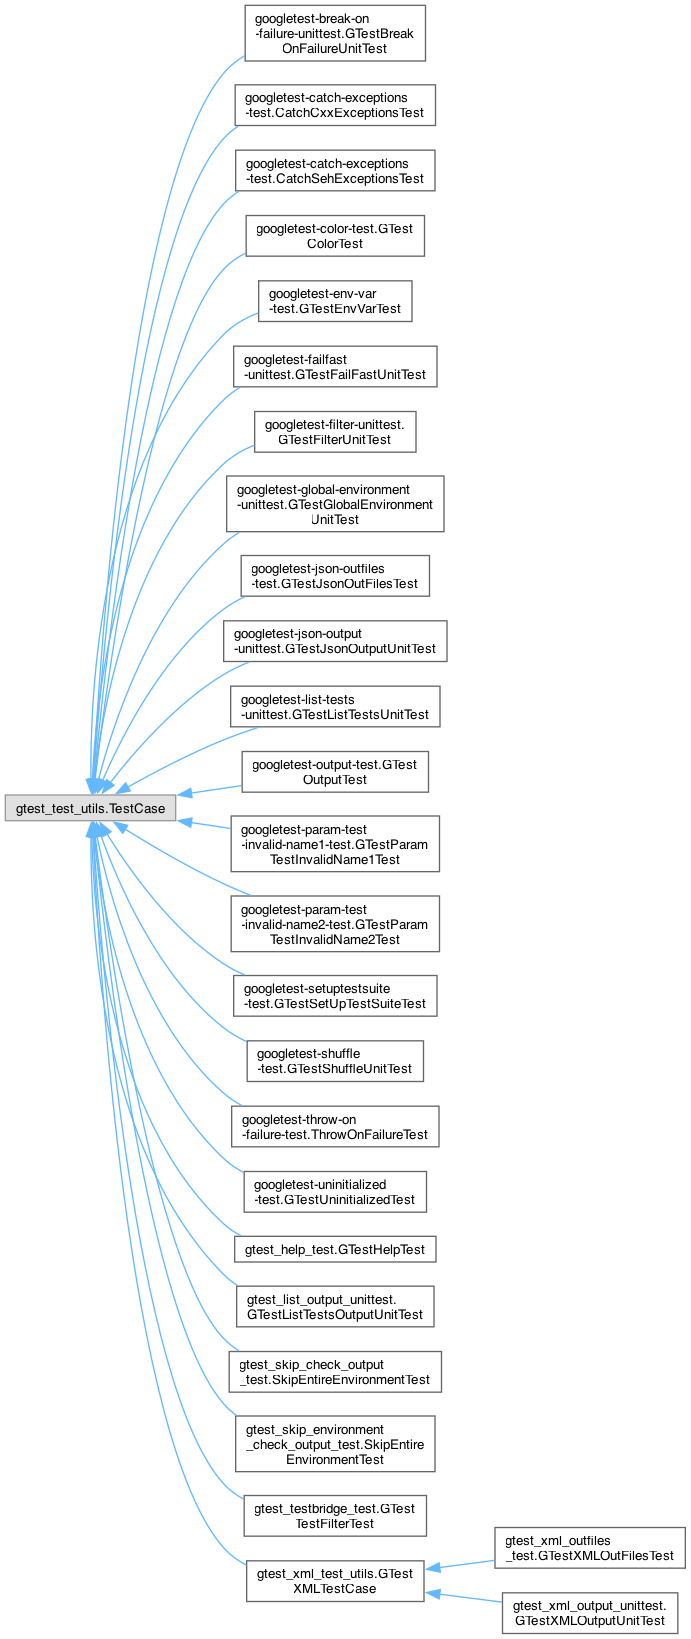 googletest-break-on
-failure-unittest.GTestBreak
OnFailureUnitTest
googletest-catch-exceptions
-test.CatchCxxExceptionsTest
googletest-catch-exceptions
-test.CatchSehExceptionsTest
googletest-color-test.GTest
ColorTest
googletest-env-var
-test.GTestEnvVarTest
googletest-failfast
-unittest.GTestFailFastUnitTest
googletest-filter-unittest.
GTestFilterUnitTest
googletest-global-environment
-unittest.GTestGlobalEnvironment
UnitTest
googletest-json-outfiles
-test.GTestJsonOutFilesTest
googletest-json-output
-unittest.GTestJsonOutputUnitTest
googletest-list-tests
-unittest.GTestListTestsUnitTest
googletest-output-test.GTest
OutputTest
gtest_test_utils.TestCase
googletest-param-test
-invalid-name1-test.GTestParam
TestInvalidName1Test
googletest-param-test
-invalid-name2-test.GTestParam
TestInvalidName2Test
googletest-setuptestsuite
-test.GTestSetUpTestSuiteTest
googletest-shuffle
-test.GTestShuffleUnitTest
googletest-throw-on
-failure-test.ThrowOnFailureTest
googletest-uninitialized
-test.GTestUninitializedTest
gtest_help_test.GTestHelpTest
gtest_list_output_unittest.
GTestListTestsOutputUnitTest
gtest_skip_check_output
_test.SkipEntireEnvironmentTest
gtest_skip_environment
_check_output_test.SkipEntire
EnvironmentTest
gtest_testbridge_test.GTest
TestFilterTest
gtest_xml_test_utils.GTest
XMLTestCase
gtest_xml_outfiles
_test.GTestXMLOutFilesTest
gtest_xml_output_unittest.
GTestXMLOutputUnitTest